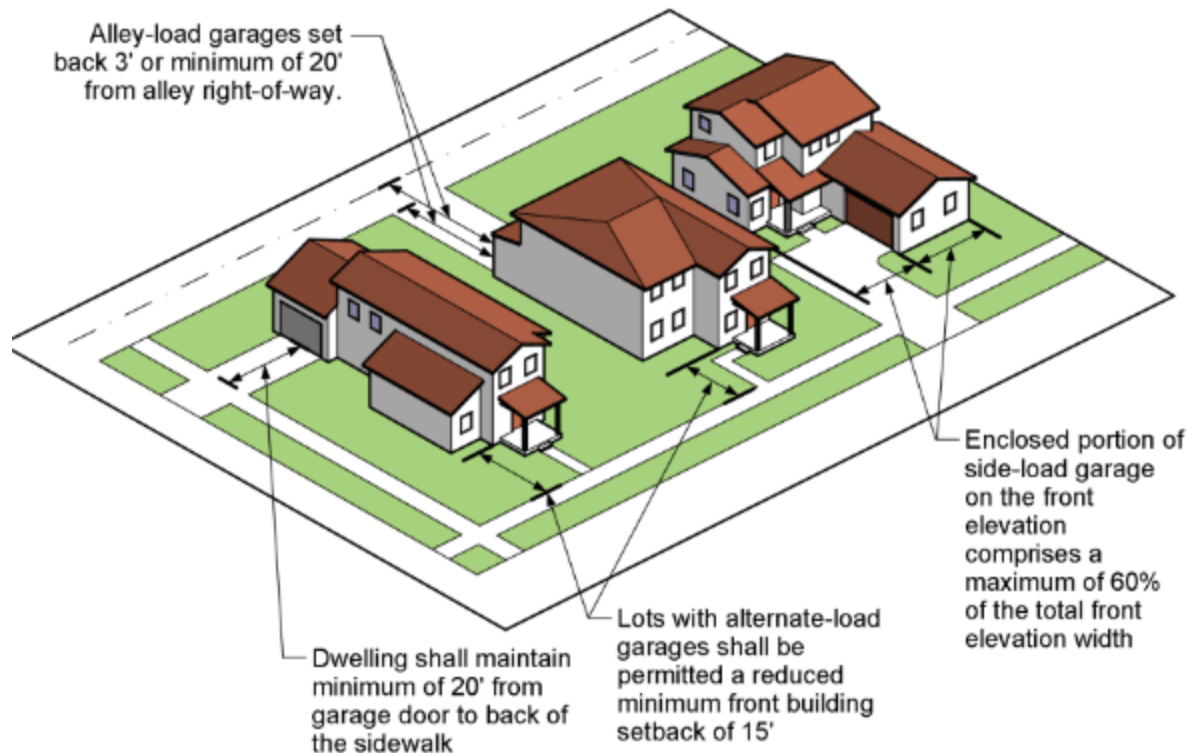 Alley-load garages set
back 3' or minimum of 20'
from alley right-of-way.
Enclosed portion of
side-load garage
on the front
elevation
comprises a
maximum of 60%
of the total front
elevation width
Lots with alternate-load
garages shall be
permitted a reduced
minimum front building
setback of 15'
Dwelling shall maintain
minimum of 20' from
garage door to back of
the sidewalk